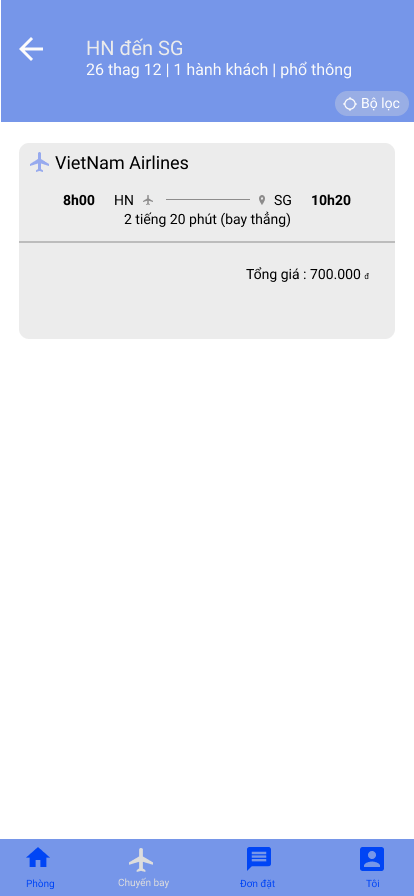 HN đến SG
26 thag 12 | 1 hành khách | phổ thông
Bộ lọc
VietNam Airlines
8h00 HN SG 10h20
2 tiếng 20 phút (bay thẳng)
Tổng giá : 700.000 đ
Phòng Chuyến bay Đơn đặt Tôi